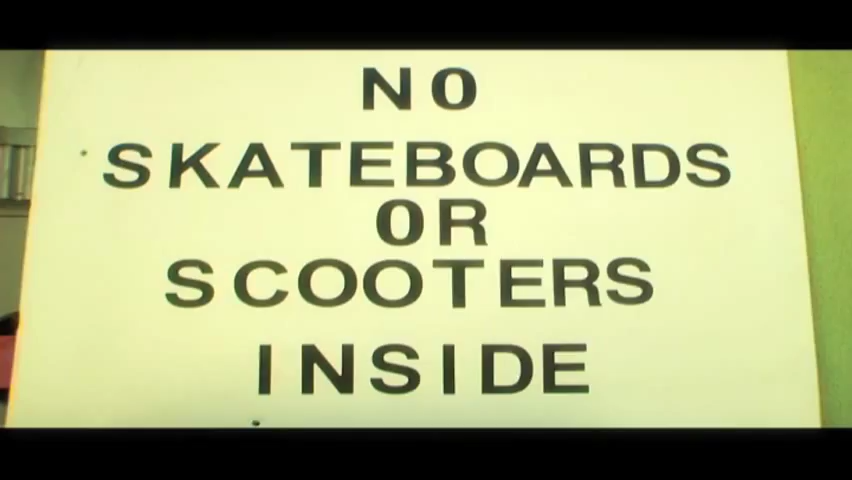 NO
SKATEBOARDS
OR
SCOOTERS
INSIDE